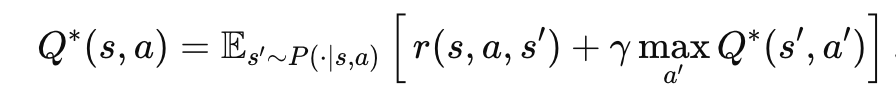 Q*(s, a) = 𝔼_{s′∼P(·|s,a)} [ r(s, a, s′) + γ max_{a′} Q*(s′, a′) ].